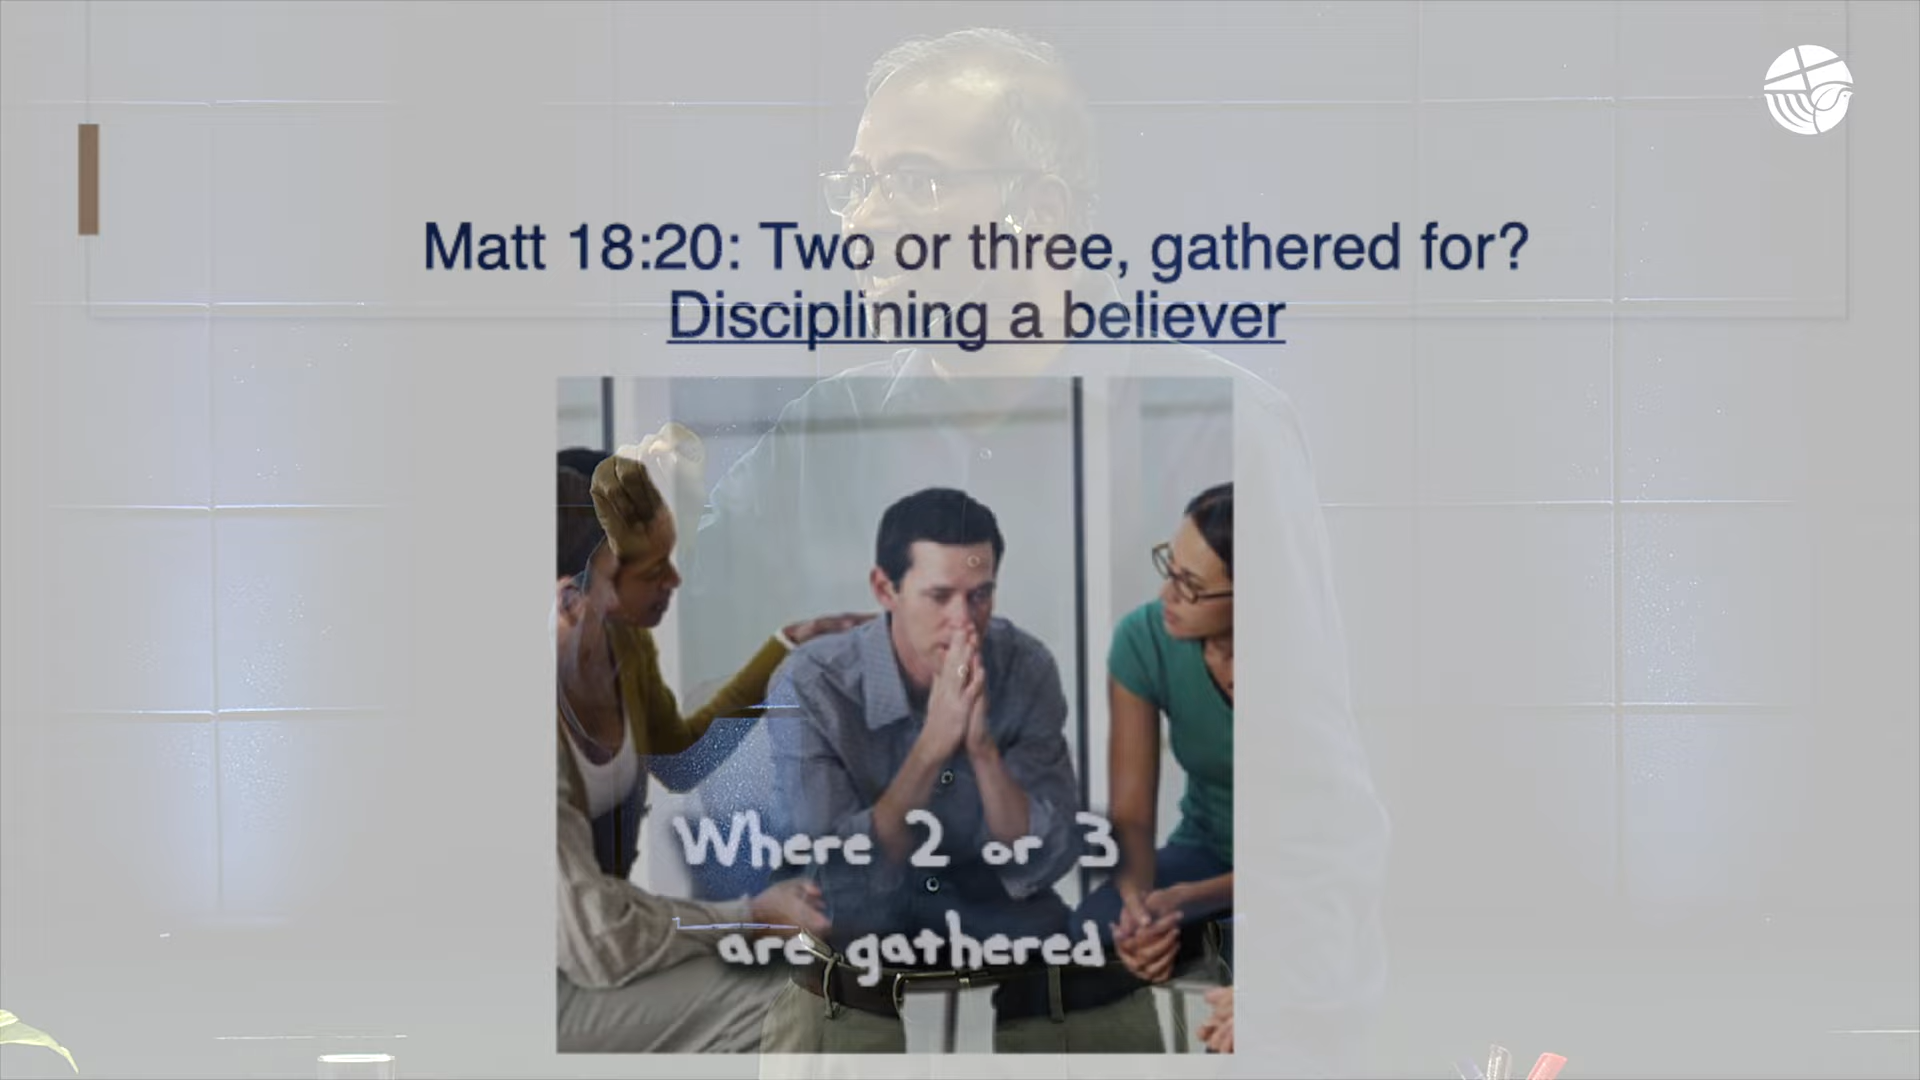 Matt 18:20: Two or three, gathered for?
Disciplining a believer
Where 2 or 3
are gathered